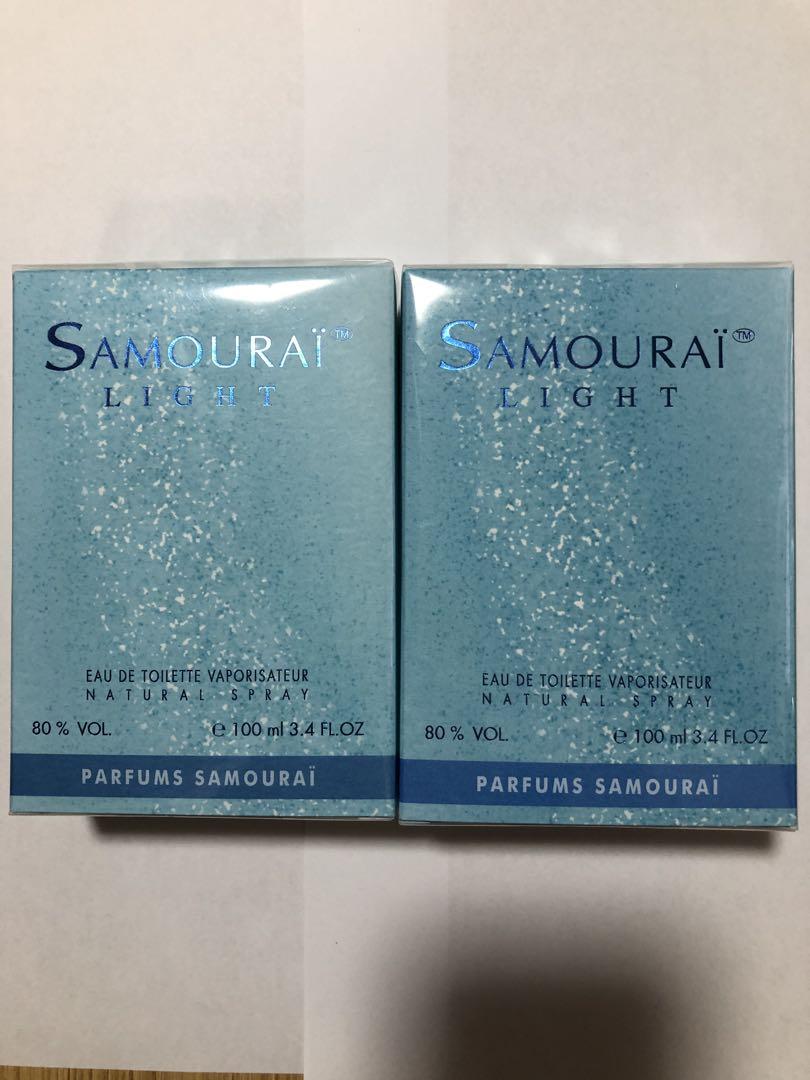 SAMOURAÏ™
LIGHT
EAU DE TOILETTE VAPORISATEUR
NATURAL SPRAY
80 % VOL. ℮ 100 ml 3.4 FL.OZ
PARFUMS SAMOURAÏ
SAMOURAÏ™
LIGHT
EAU DE TOILETTE VAPORISATEUR
NATURAL SPRAY
80 % VOL. ℮ 100 ml 3.4 FL.OZ
PARFUMS SAMOURAÏ